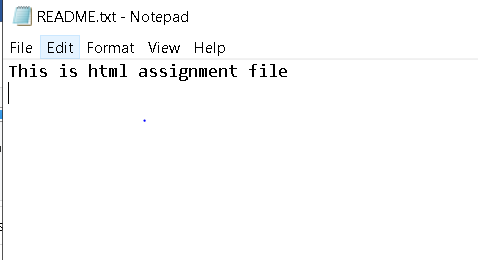 README.txt - Notepad
File Edit Format View Help
This is html assignment file